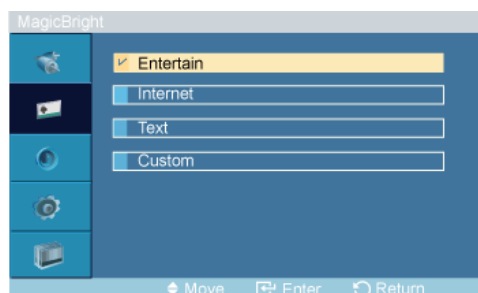 MagicBright
Entertain
Internet
Text
Custom
Move Enter Return